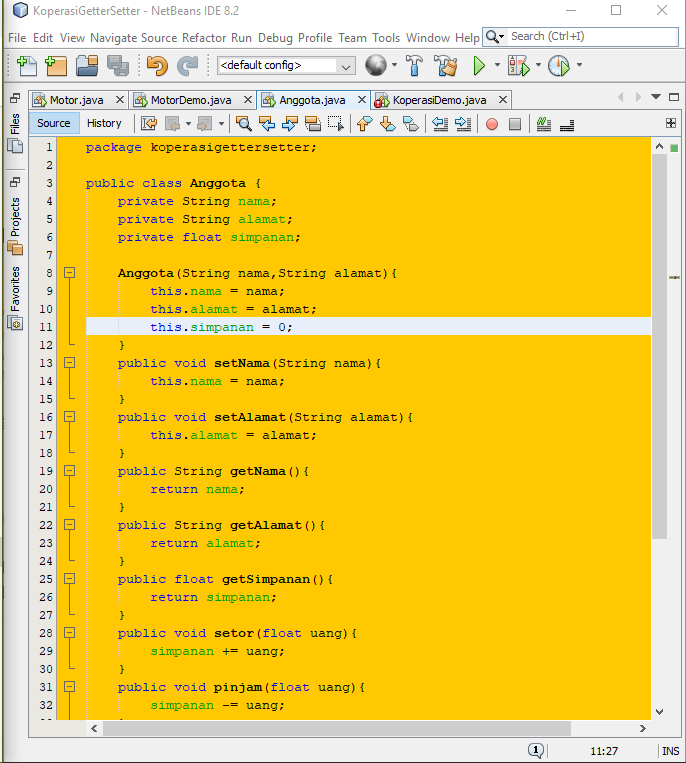 KoperasiGetterSetter - NetBeans IDE 8.2
File Edit View Navigate Source Refactor Run Debug Profile Team Tools Window Help Search (Ctrl+I)
<default config>
Motor.java MotorDemo.java Anggota.java KoperasiDemo.java
Source History
Files
Projects
Favorites
1 package koperasigettersetter;
2
3 public class Anggota {
4 private String nama;
5 private String alamat;
6 private float simpanan;
7
8 Anggota(String nama,String alamat){
9 this.nama = nama;
10 this.alamat = alamat;
11 this.simpanan = 0;
12 }
13 public void setNama(String nama){
14 this.nama = nama;
15 }
16 public void setAlamat(String alamat){
17 this.alamat = alamat;
18 }
19 public String getNama(){
20 return nama;
21 }
22 public String getAlamat(){
23 return alamat;
24 }
25 public float getSimpanan(){
26 return simpanan;
27 }
28 public void setor(float uang){
29 simpanan += uang;
30 }
31 public void pinjam(float uang){
32 simpanan -= uang;
1 11:27 INS